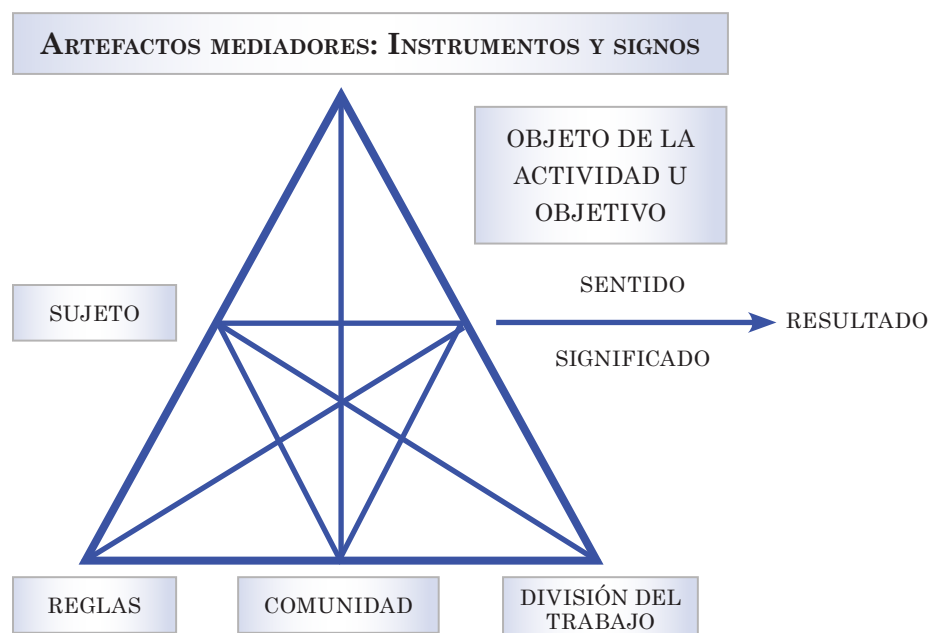 Artefactos mediadores: Instrumentos y signos
OBJETO DE LA
ACTIVIDAD U
OBJETIVO
SENTIDO
SUJETO
RESULTADO
SIGNIFICADO
REGLAS
COMUNIDAD
DIVISIÓN DEL
TRABAJO